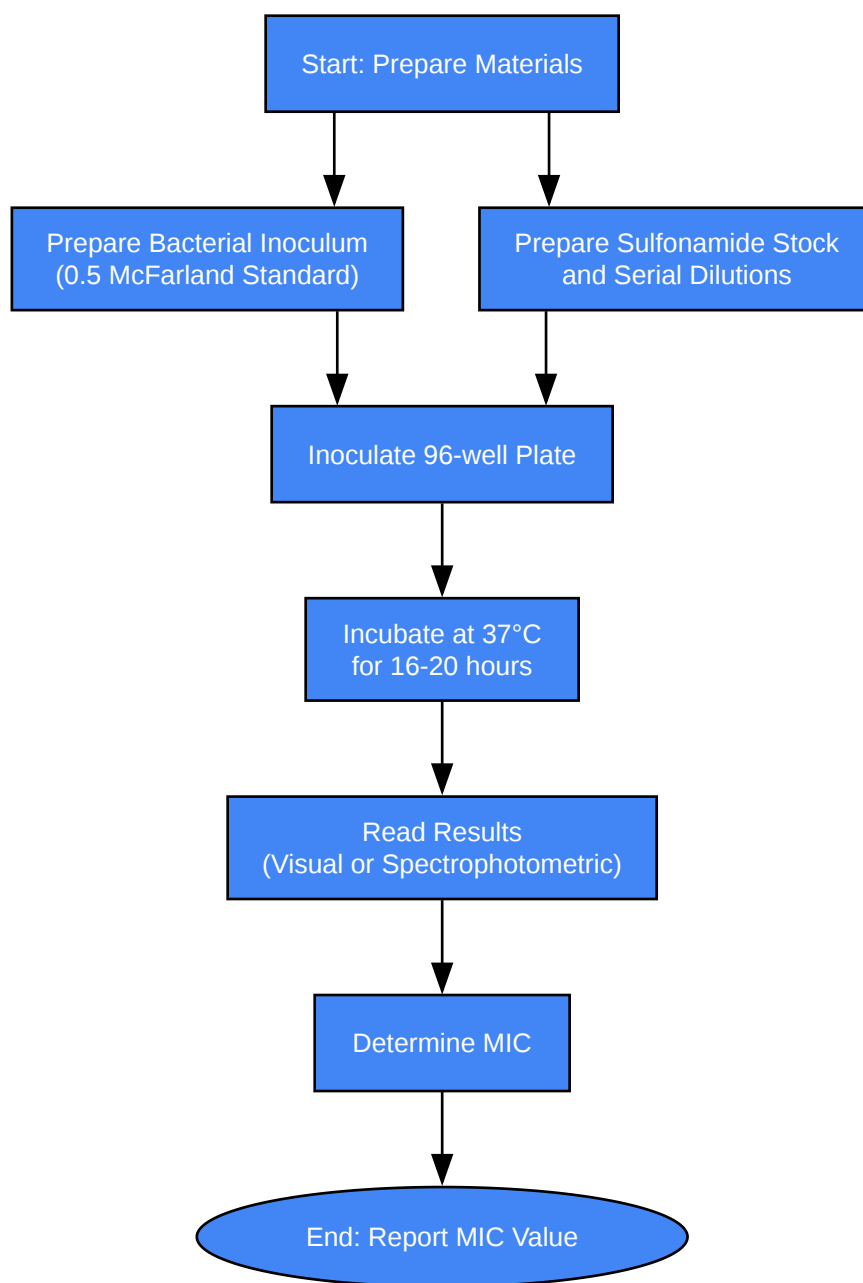 Start: Prepare Materials
Prepare Bacterial Inoculum
(0.5 McFarland Standard)
Prepare Sulfonamide Stock
and Serial Dilutions
Inoculate 96-well Plate
Incubate at 37°C
for 16-20 hours
Read Results
(Visual or Spectrophotometric)
Determine MIC
End: Report MIC Value